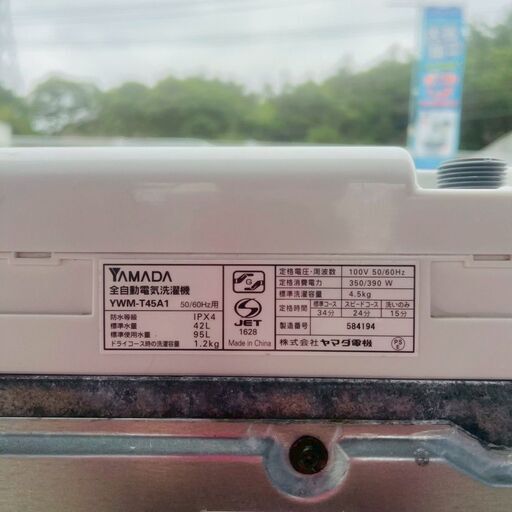 YAMADA
全自動電気洗濯機
YWM-T45A1 50/60Hz用
防水等級 IPX4
標準水量 42L
標準使用水量 95L
ドライコース時の洗濯容量 1.2kg
G
JET
1628
Made in China
定格電圧・周波数 100V 50/60Hz
定格消費電力 350/390 W
標準洗濯容量 4.5kg
定格時間 標準コース スピードコース 洗いのみ
34分 24分 15分
製造番号 584194
株式会社 ヤマダ電機
PSE